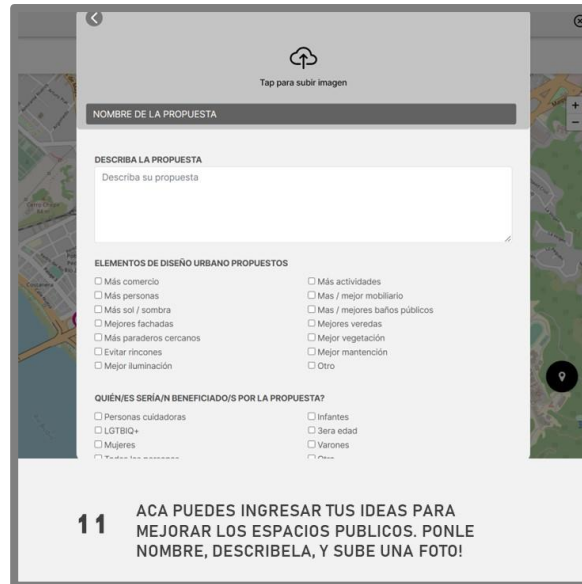 Tap para subir imagen
NOMBRE DE LA PROPUESTA
DESCRIBA LA PROPUESTA
Describa su propuesta
ELEMENTOS DE DISEÑO URBANO PROPUESTOS
Más comercio
Más actividades
Más personas
Mas / mejor mobiliario
Más sol / sombra
Mas / mejores baños públicos
Mejores fachadas
Mejores veredas
Más paraderos cercanos
Mejor vegetación
Evitar rincones
Mejor mantención
Mejor iluminación
Otro
QUIÉN/ES SERÍA/N BENEFICIADO/S POR LA PROPUESTA?
Personas cuidadoras
Infantes
LGTBIQ+
3era edad
Mujeres
Varones
Todas las personas
Otro
11
ACA PUEDES INGRESAR TUS IDEAS PARA
MEJORAR LOS ESPACIOS PUBLICOS. PONLE
NOMBRE, DESCRIBELA, Y SUBE UNA FOTO!